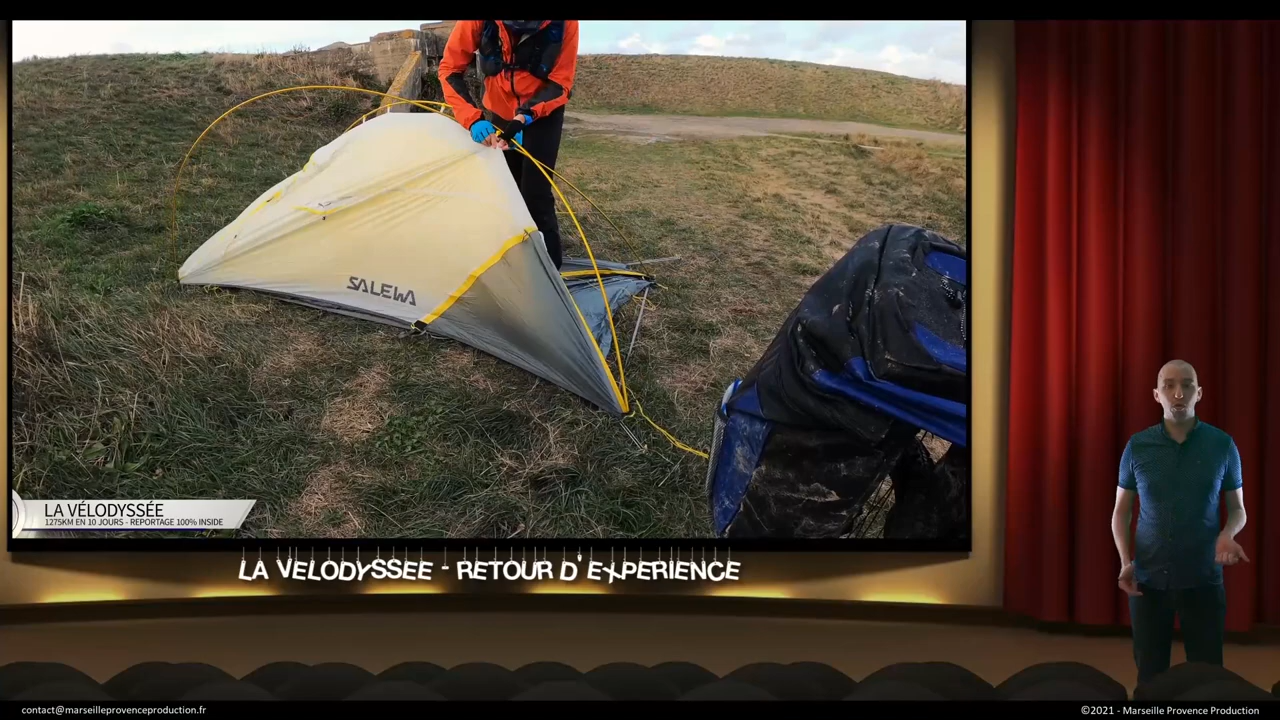 SALEWA
LA VÉLODYSSÉE
1275KM EN 10 JOURS - REPORTAGE 100% INSIDE
LA VELODYSSEE - RETOUR D'EXPERIENCE
contact@marseilleprovenceproduction.fr
©2021 - Marseille Provence Production